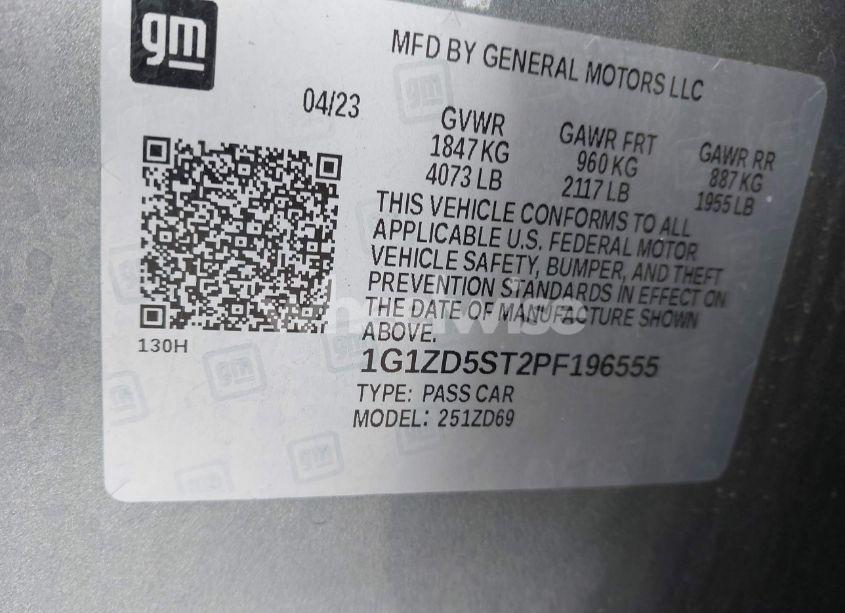 gm
MFD BY GENERAL MOTORS LLC
04/23
GVWR GAWR FRT GAWR RR
1847 KG 960 KG 887 KG
4073 LB 2117 LB 1955 LB
THIS VEHICLE CONFORMS TO ALL
APPLICABLE U.S. FEDERAL MOTOR
VEHICLE SAFETY, BUMPER, AND THEFT
PREVENTION STANDARDS IN EFFECT ON
THE DATE OF MANUFACTURE SHOWN
ABOVE.
130H
1G1ZD5ST2PF196555
TYPE: PASS CAR
MODEL: 251ZD69